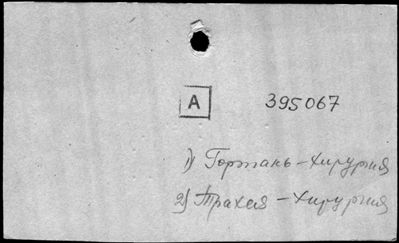 А 395067
1) Гортань – хирургия
2) Трахея – хирургия